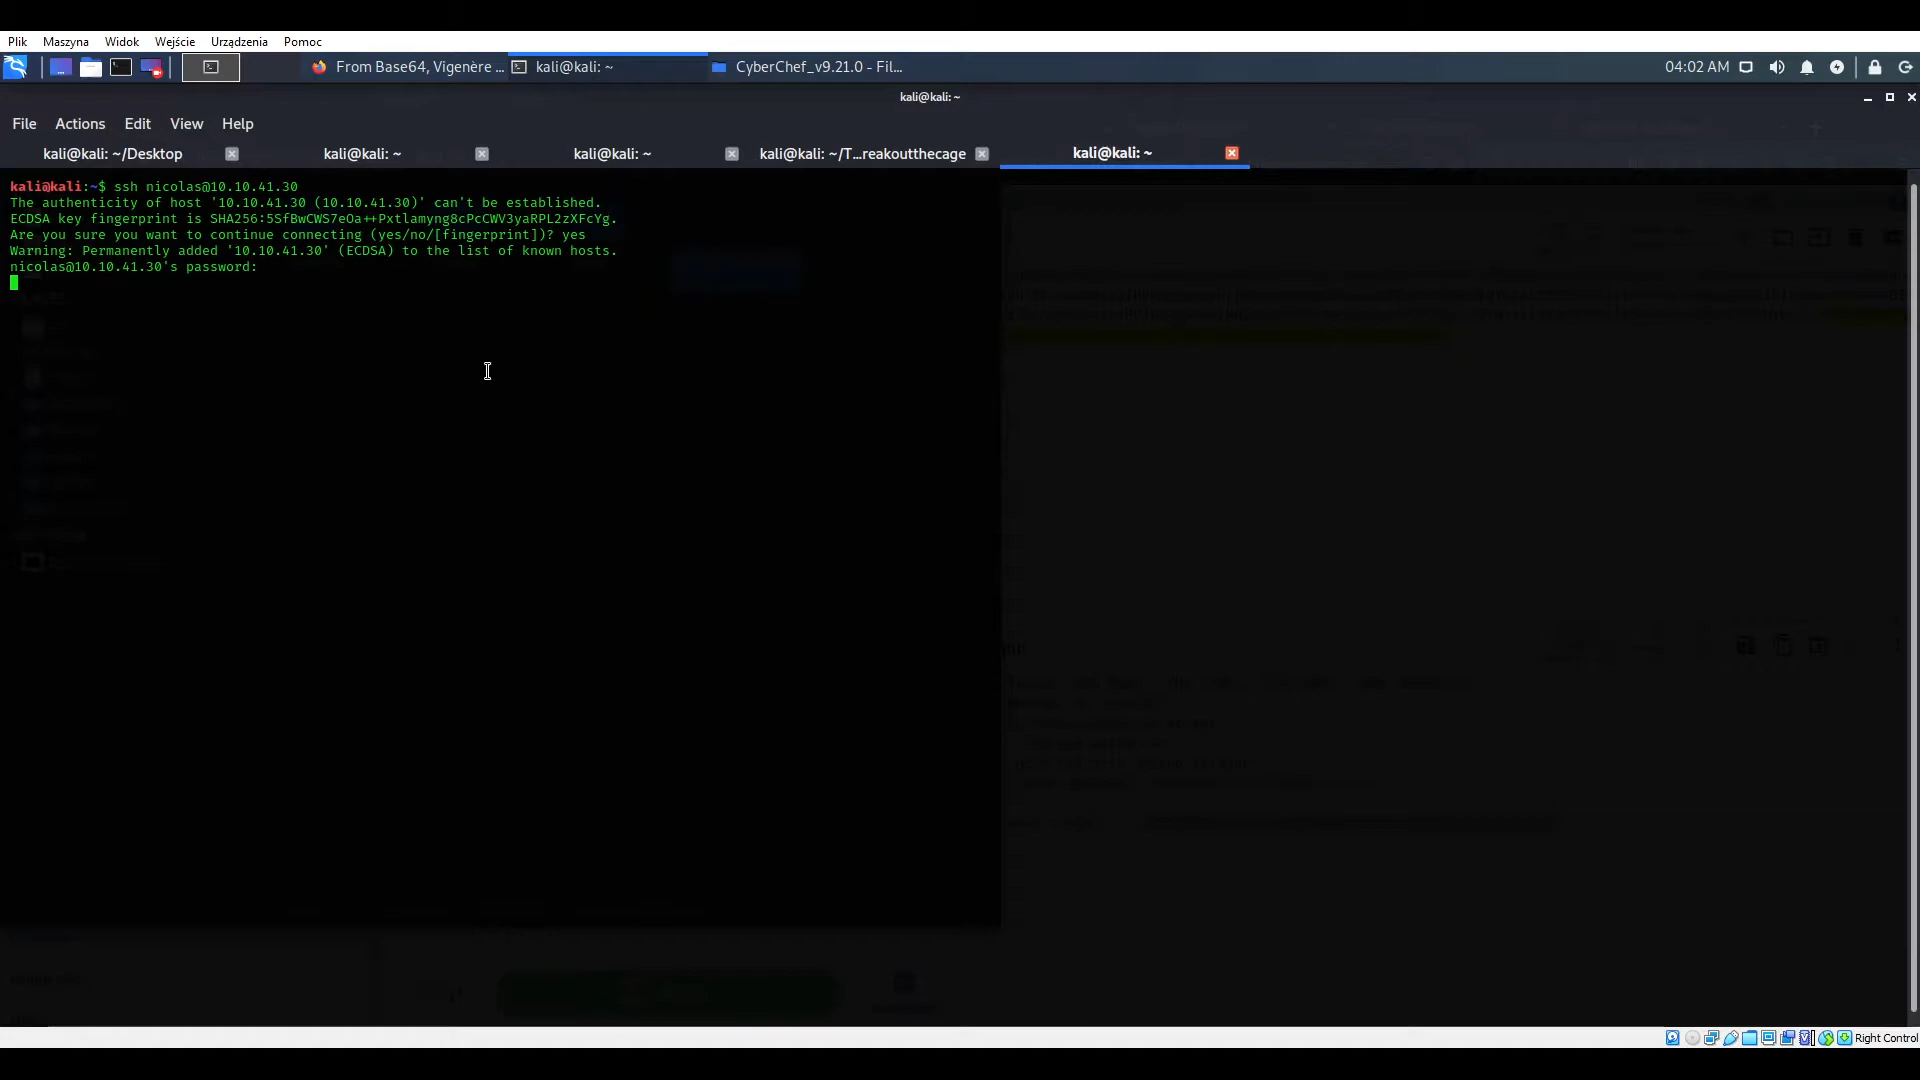 Plik Maszyna Widok Wejście Urządzenia Pomoc
From Base64, Vigenère ... kali@kali: ~ CyberChef_v9.21.0 - Fil... 04:02 AM
kali@kali: ~
File Actions Edit View Help
kali@kali: ~/Desktop kali@kali: ~ kali@kali: ~ kali@kali: ~/T...reakoutthecage kali@kali: ~
kali@kali:~$ ssh nicolas@10.10.41.30
The authenticity of host '10.10.41.30 (10.10.41.30)' can't be established.
ECDSA key fingerprint is SHA256:5SfBwCWS7eOa++Pxtlamyng8cPcCWV3yaRPL2zXFcYg.
Are you sure you want to continue connecting (yes/no/[fingerprint])? yes
Warning: Permanently added '10.10.41.30' (ECDSA) to the list of known hosts.
nicolas@10.10.41.30's password:
Right Control